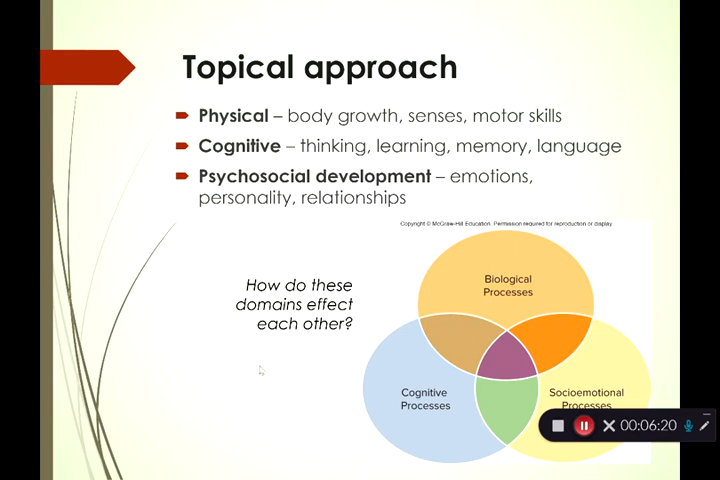 Topical approach
Physical – body growth, senses, motor skills
Cognitive – thinking, learning, memory, language
Psychosocial development – emotions,
personality, relationships
Copyright © McGraw-Hill Education. Permission required for reproduction or display
How do these
domains effect
each other?
Biological
Processes
Cognitive
Processes
Socioemotional
Processes
00:06:20